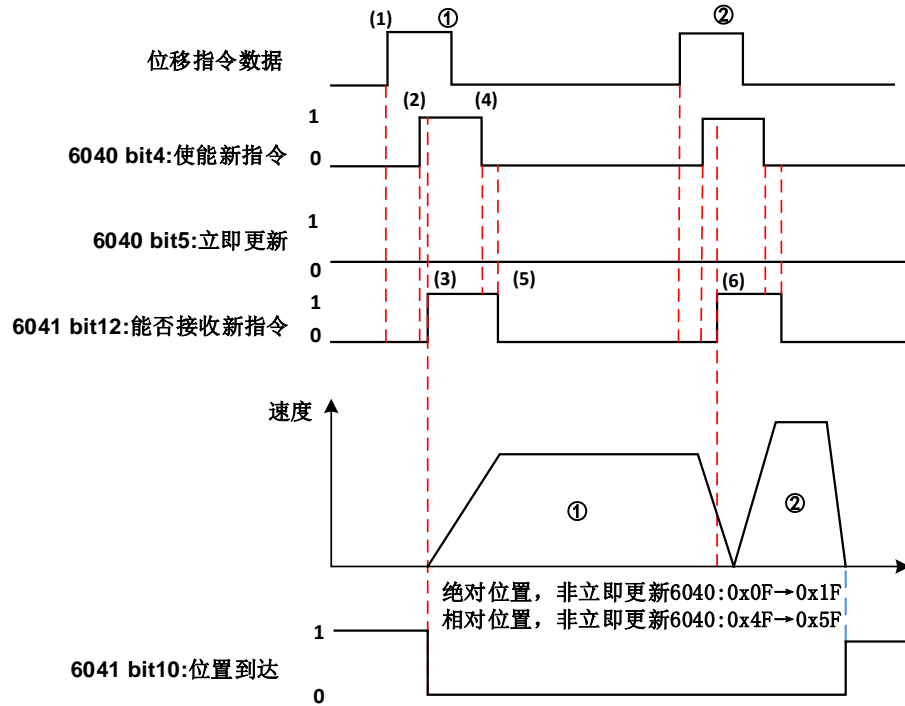 (1) ① ②
位移指令数据
(2) (4)
1
6040 bit4:使能新指令
0
1
6040 bit5:立即更新
0
(3) (5) (6)
1
6041 bit12:能否接收新指令
0
速度
① ②
绝对位置，非立即更新6040:0x0F→0x1F
相对位置，非立即更新6040:0x4F→0x5F
1
6041 bit10:位置到达
0